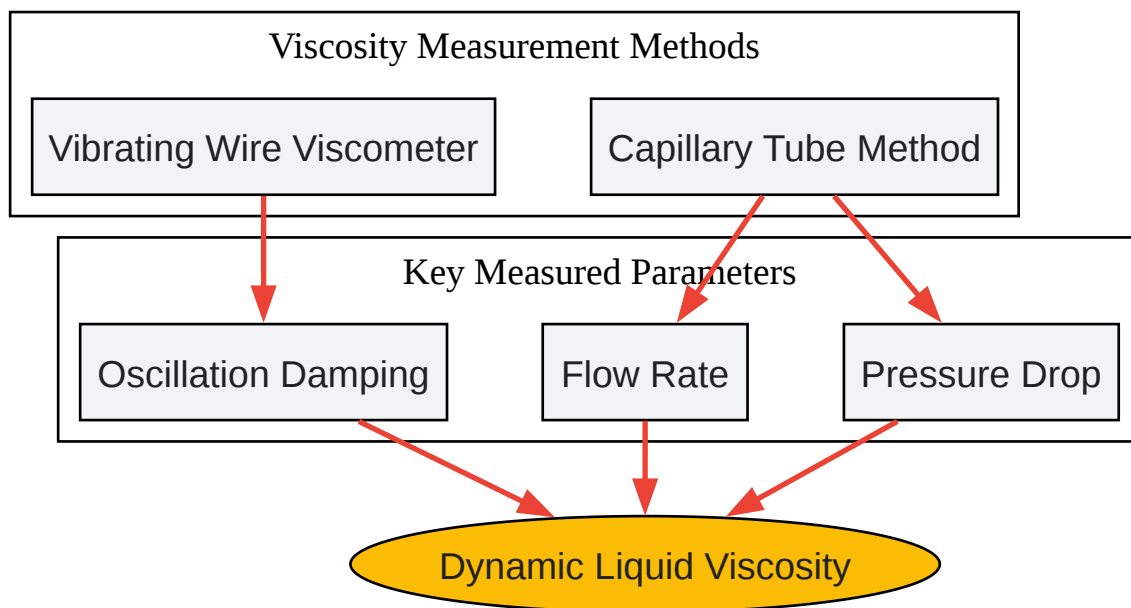 Viscosity Measurement Methods
Vibrating Wire Viscometer
Capillary Tube Method
Key Measured Parameters
Oscillation Damping
Flow Rate
Pressure Drop
Dynamic Liquid Viscosity